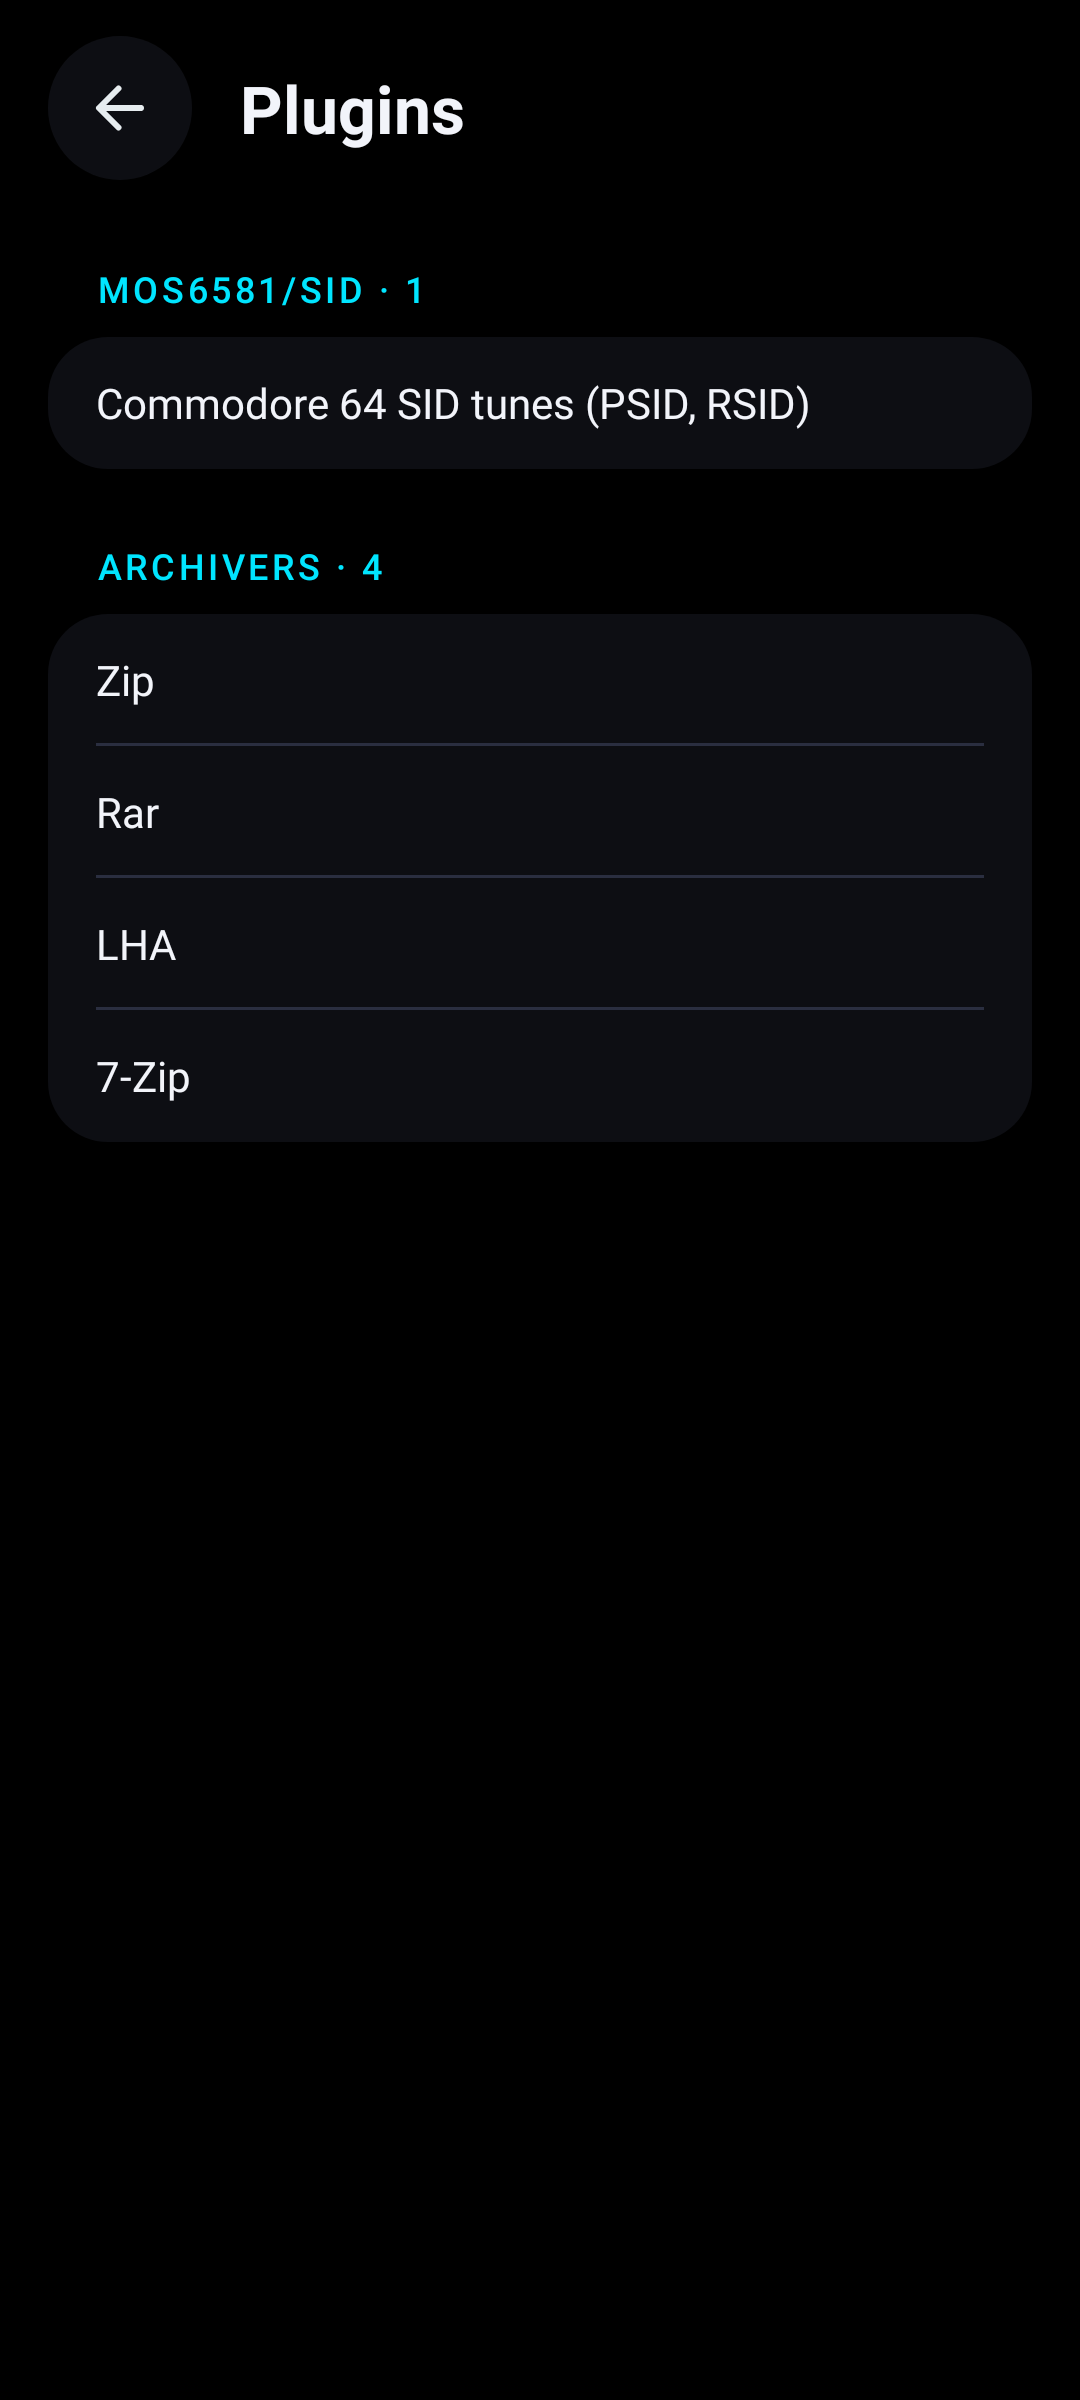 Plugins
MOS6581/SID · 1
Commodore 64 SID tunes (PSID, RSID)
ARCHIVERS · 4
Zip
Rar
LHA
7-Zip